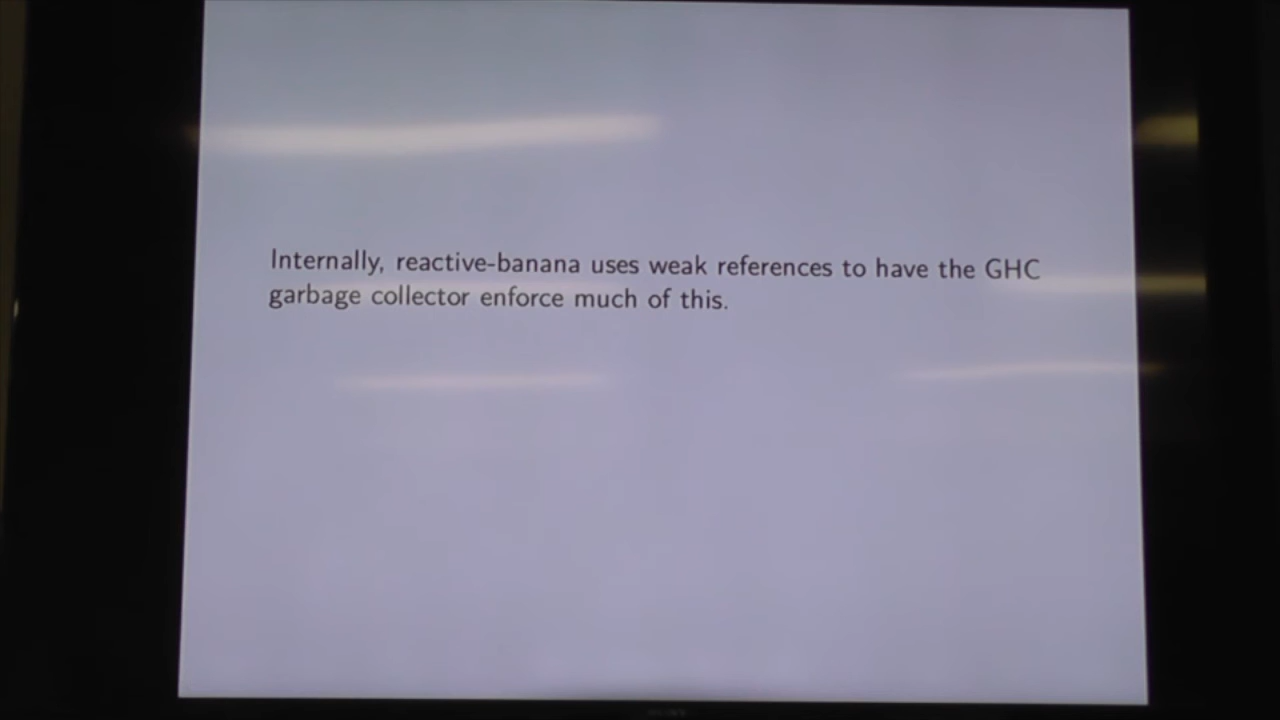 Internally, reactive-banana uses weak references to have the GHC
garbage collector enforce much of this.